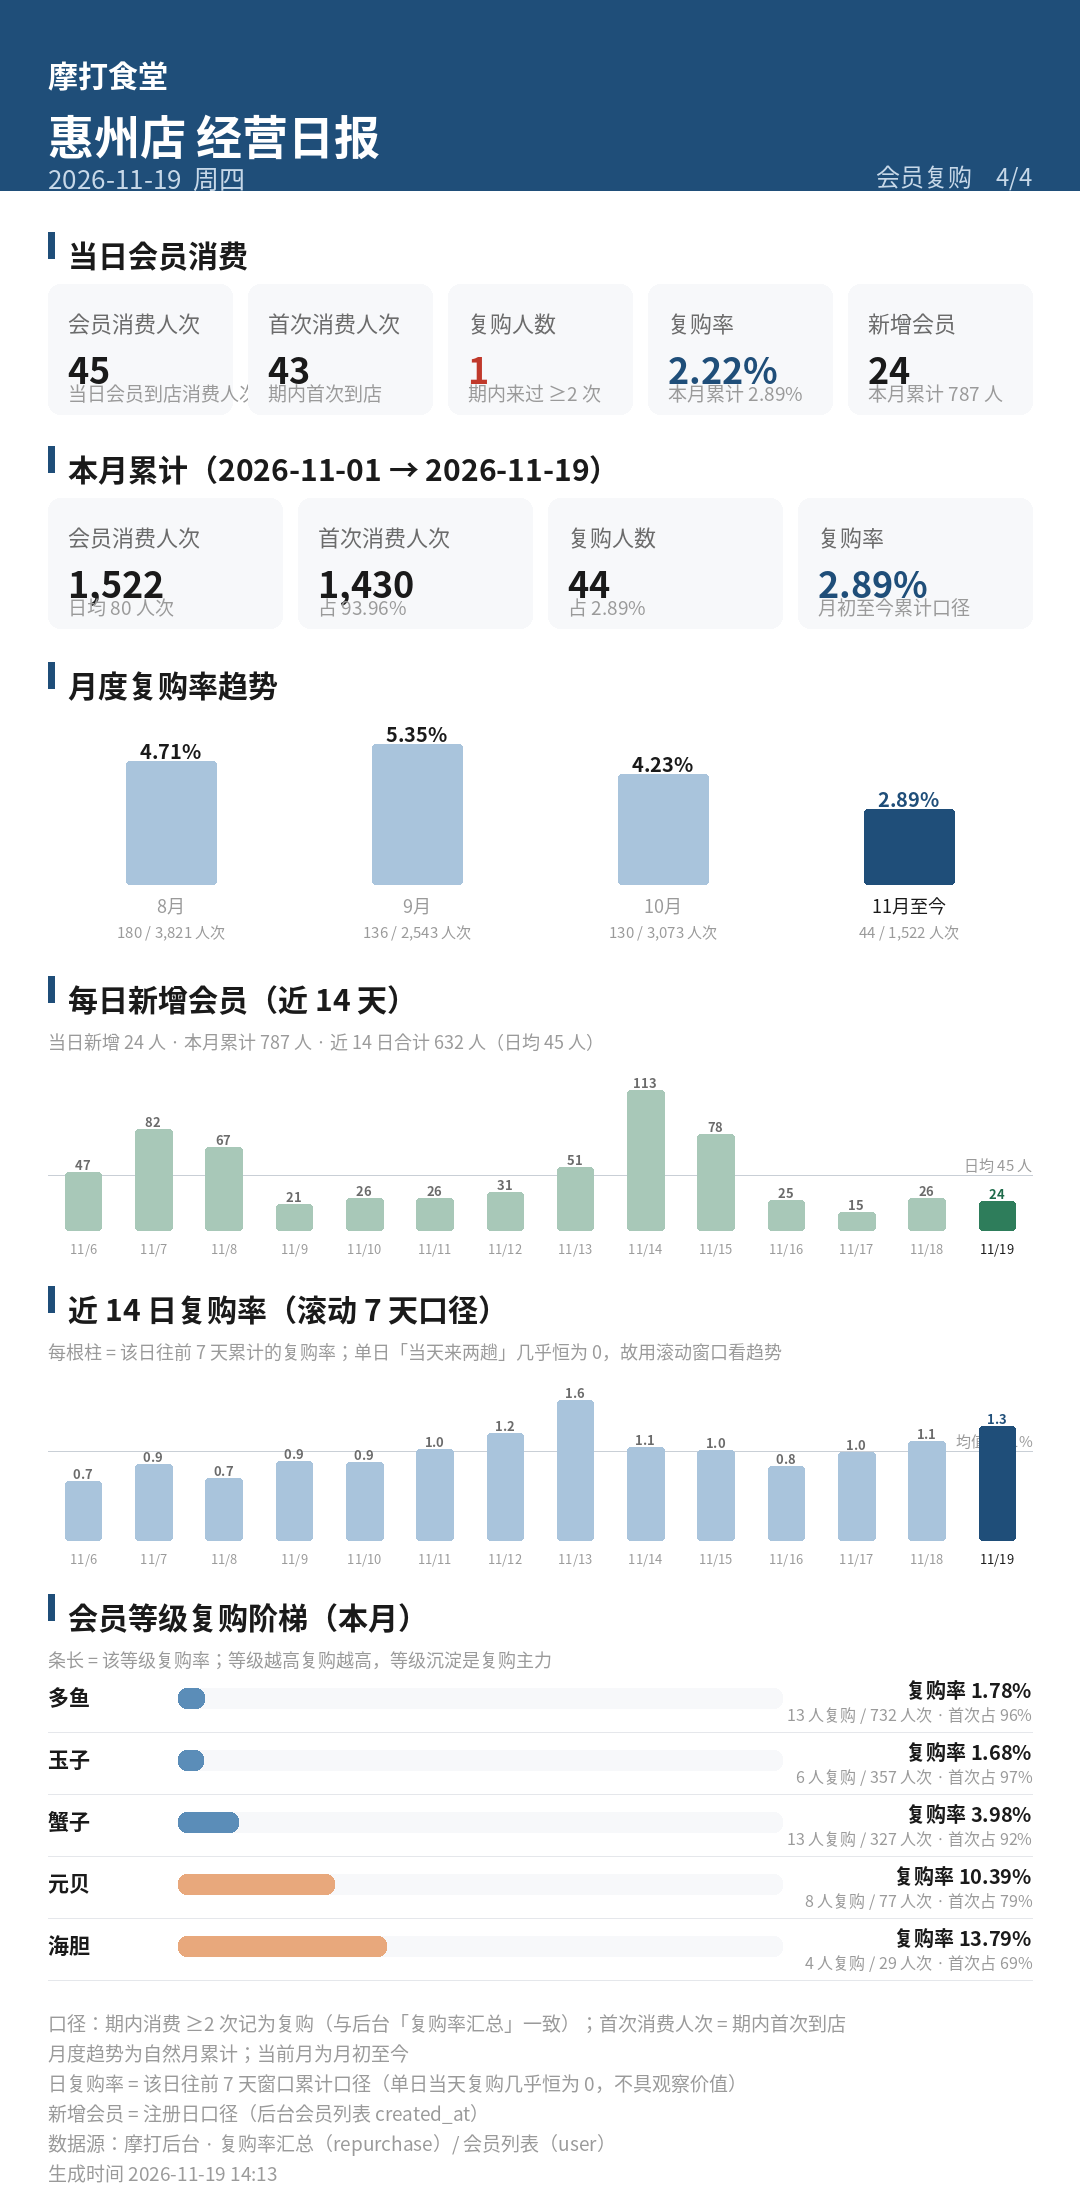 摩打食堂
惠州店 经营日报
2026-11-19 周四
会员复购 4/4
当日会员消费
会员消费人次 首次消费人次 复购人数 复购率 新增会员
45 43 1 2.22% 24
当日会员到店消费人次 期内首次到店 期内来过 ≥2 次 本月累计 2.89% 本月累计 787 人
本月累计（2026-11-01 → 2026-11-19）
会员消费人次 首次消费人次 复购人数 复购率
1,522 1,430 44 2.89%
日均 80 人次 占 93.96% 占 2.89% 月初至今累计口径
月度复购率趋势
4.71% 5.35% 4.23% 2.89%
8月 9月 10月 11月至今
180 / 3,821 人次 136 / 2,543 人次 130 / 3,073 人次 44 / 1,522 人次
每日新增会员（近 14 天）
当日新增 24 人 · 本月累计 787 人 · 近 14 日合计 632 人（日均 45 人）
47 82 67 21 26 26 31 51 113 78 25 15 26 24
日均 45 人
11/6 11/7 11/8 11/9 11/10 11/11 11/12 11/13 11/14 11/15 11/16 11/17 11/18 11/19
近 14 日复购率（滚动 7 天口径）
每根柱 = 该日往前 7 天累计的复购率；单日「当天来两趟」几乎恒为 0，故用滚动窗口看趋势
0.7 0.9 0.7 0.9 0.9 1.0 1.2 1.6 1.1 1.0 0.8 1.0 1.1 1.3
11/6 11/7 11/8 11/9 11/10 11/11 11/12 11/13 11/14 11/15 11/16 11/17 11/18 11/19
会员等级复购阶梯（本月）
条长 = 该等级复购率；等级越高复购越高，等级沉淀是复购主力
多鱼 复购率 1.78%
13 人复购 / 732 人次 · 首次占 96%
玉子 复购率 1.68%
6 人复购 / 357 人次 · 首次占 97%
蟹子 复购率 3.98%
13 人复购 / 327 人次 · 首次占 92%
元贝 复购率 10.39%
8 人复购 / 77 人次 · 首次占 79%
海胆 复购率 13.79%
4 人复购 / 29 人次 · 首次占 69%
口径：期内消费 ≥2 次记为复购（与后台「复购率汇总」一致）；首次消费人次 = 期内首次到店
月度趋势为自然月累计；当前月为月初至今
日复购率 = 该日往前 7 天窗口累计口径（单日当天复购几乎恒为 0，不具观察价值）
新增会员 = 注册日口径（后台会员列表 created_at）
数据源：摩打后台 · 复购率汇总（repurchase）/ 会员列表（user）
生成时间 2026-11-19 14:13